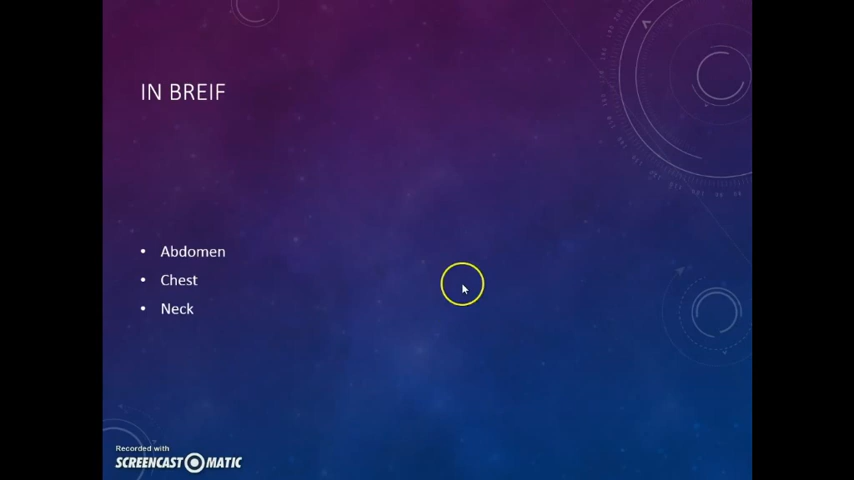 IN BREIF
• Abdomen
• Chest
• Neck
Recorded with
SCREENCAST MATIC